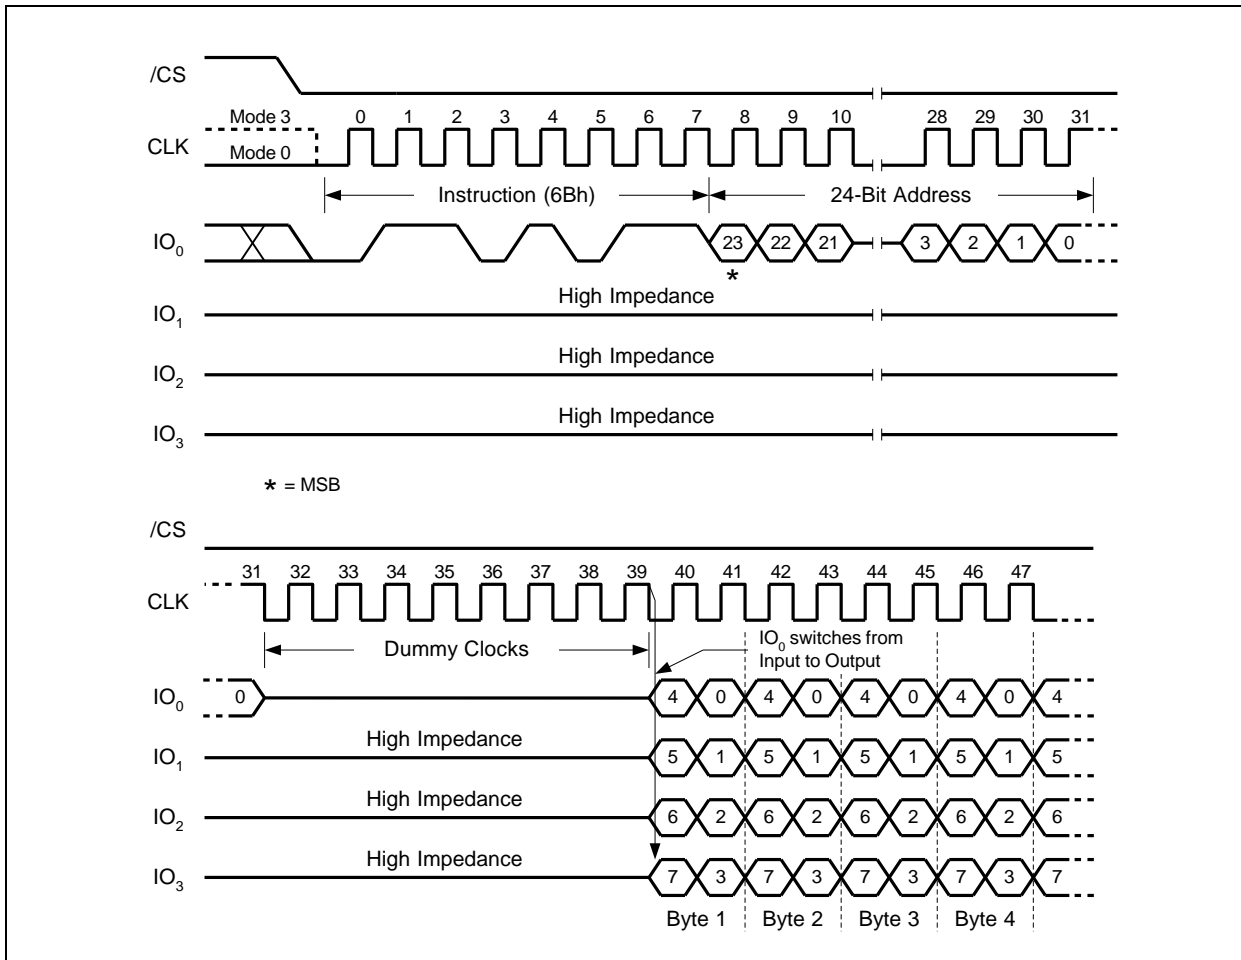 /CS
Mode 3 0 1 2 3 4 5 6 7 8 9 10 28 29 30 31
CLK
Mode 0
Instruction (6Bh) 24-Bit Address
IO0 23 22 21 3 2 1 0
*
High Impedance
IO1
High Impedance
IO2
High Impedance
IO3
* = MSB
/CS
31 32 33 34 35 36 37 38 39 40 41 42 43 44 45 46 47
CLK
Dummy Clocks
IO0 switches from
Input to Output
IO0 0 4 0 4 0 4 0 4 0 4
High Impedance
IO1 5 1 5 1 5 1 5 1 5
High Impedance
IO2 6 2 6 2 6 2 6 2 6
High Impedance
IO3 7 3 7 3 7 3 7 3 7
Byte 1 Byte 2 Byte 3 Byte 4